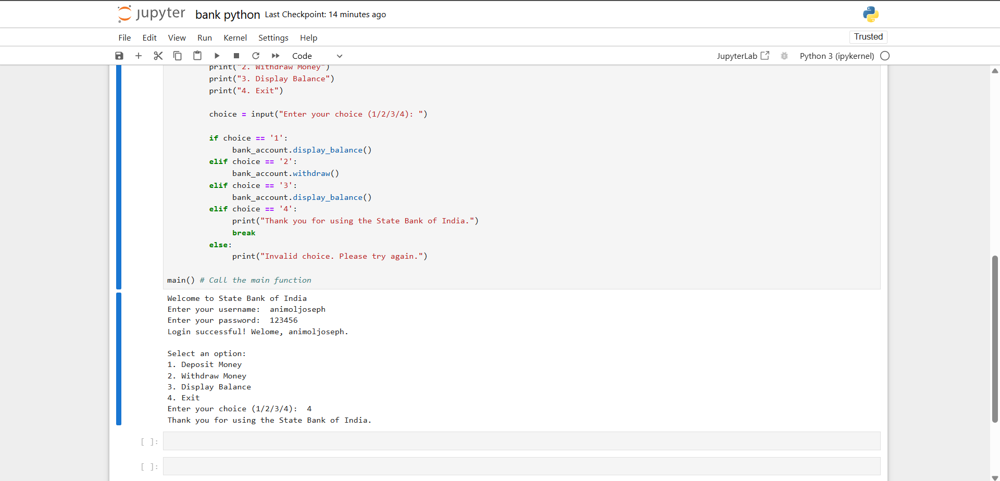 jupyter bank python Last Checkpoint: 14 minutes ago
File Edit View Run Kernel Settings Help Trusted
Code JupyterLab Python 3 (ipykernel)
print("2. Withdraw Money")
print("3. Display Balance")
print("4. Exit")
choice = input("Enter your choice (1/2/3/4): ")
if choice == '1':
bank_account.display_balance()
elif choice == '2':
bank_account.withdraw()
elif choice == '3':
bank_account.display_balance()
elif choice == '4':
print("Thank you for using the State Bank of India.")
break
else:
print("Invalid choice. Please try again.")
main() # Call the main function
Welcome to State Bank of India
Enter your username:  animoljoseph
Enter your password:  123456
Login successful! Welome, animoljoseph.
Select an option:
1. Deposit Money
2. Withdraw Money
3. Display Balance
4. Exit
Enter your choice (1/2/3/4):  4
Thank you for using the State Bank of India.
[ ]:
[ ]: